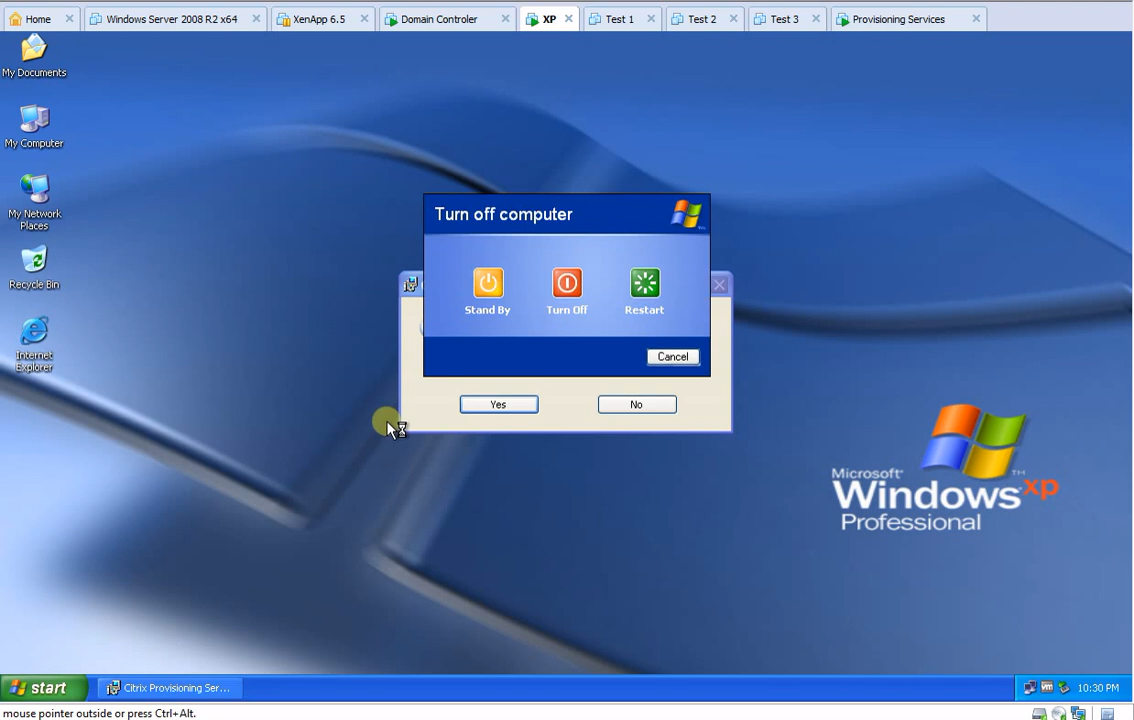 Home
Windows Server 2008 R2 x64
XenApp 6.5
Domain Controler
XP
Test 1
Test 2
Test 3
Provisioning Services
My Documents
My Computer
My Network
Places
Recycle Bin
Internet
Explorer
Turn off computer
Stand By
Turn Off
Restart
Cancel
Yes
No
Microsoft®
Windows xp
Professional
start
Citrix Provisioning Ser...
10:30 PM
mouse pointer outside or press Ctrl+Alt.